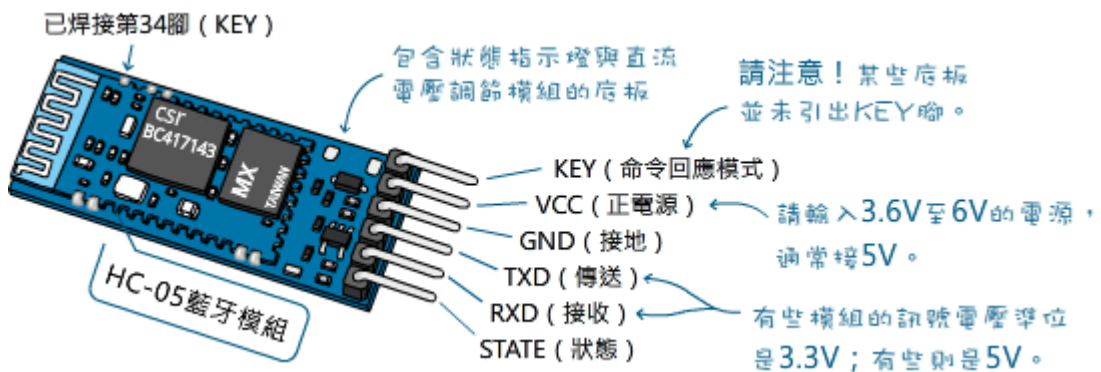 已焊接第34腳（KEY）
包含狀態指示燈與直流
電壓調節模組的底板
請注意！某些底板
並未引出KEY腳。
csr
BC417143
MX
TAIWAN
KEY（命令回應模式）
VCC（正電源）
請輸入3.6V至6V的電源，
通常接5V。
GND（接地）
TXD（傳送）
RXD（接收）
有些模組的訊號電壓準位
是3.3V；有些則是5V。
STATE（狀態）
HC-05藍牙模組